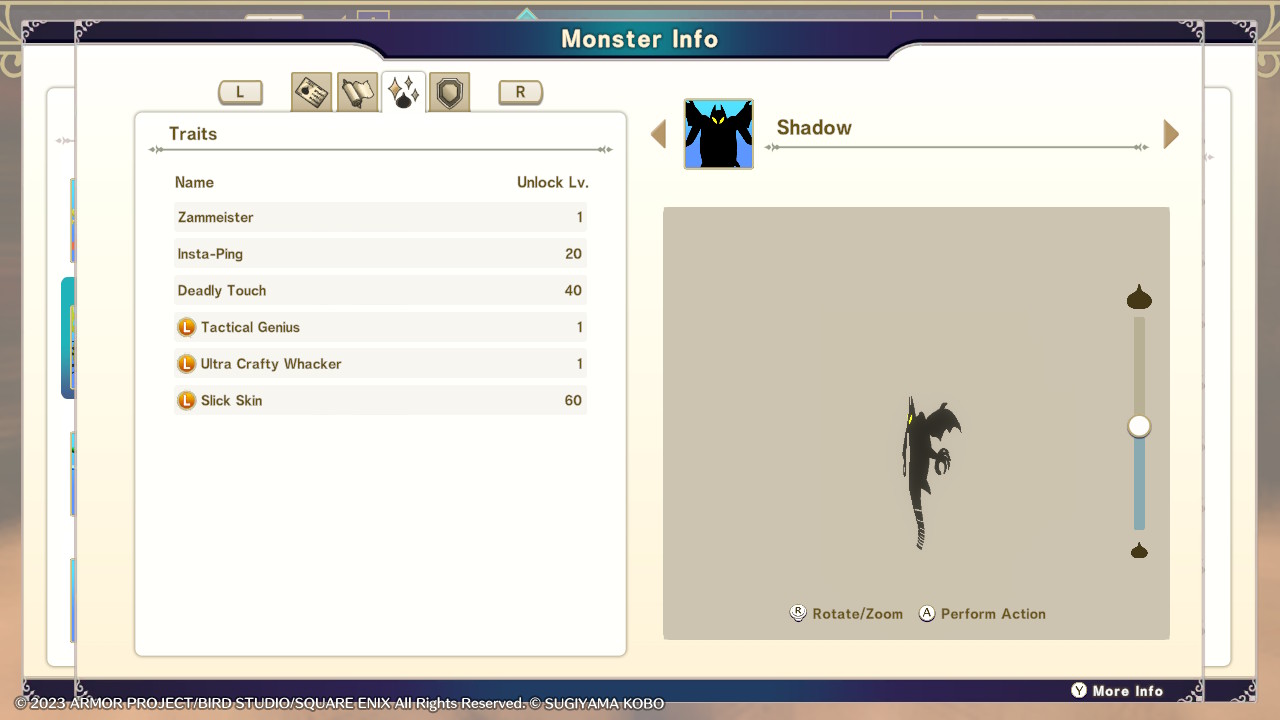 Monster Info
L
R
Traits
Name Unlock Lv.
Zammeister 1
Insta-Ping 20
Deadly Touch 40
L Tactical Genius 1
L Ultra Crafty Whacker 1
L Slick Skin 60
Shadow
R Rotate/Zoom A Perform Action
Y More Info
© 2023 ARMOR PROJECT/BIRD STUDIO/SQUARE ENIX All Rights Reserved. © SUGIYAMA KOBO